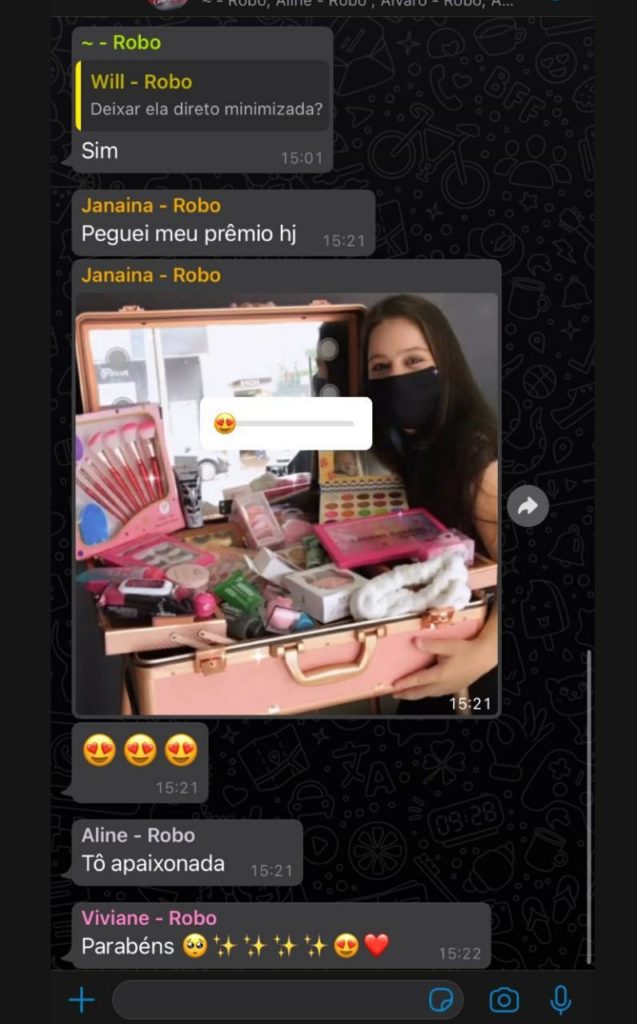 ~ - Robo, Aline - Robo , Alvaro - Robo, A...
~ - Robo
Will - Robo
Deixar ela direto minimizada?
Sim
15:01
Janaina - Robo
Peguei meu prêmio hj
15:21
Janaina - Robo
15:21
😍😍😍
15:21
Aline - Robo
Tô apaixonada
15:21
Viviane - Robo
Parabéns 🥺✨✨✨✨😍❤️
15:22